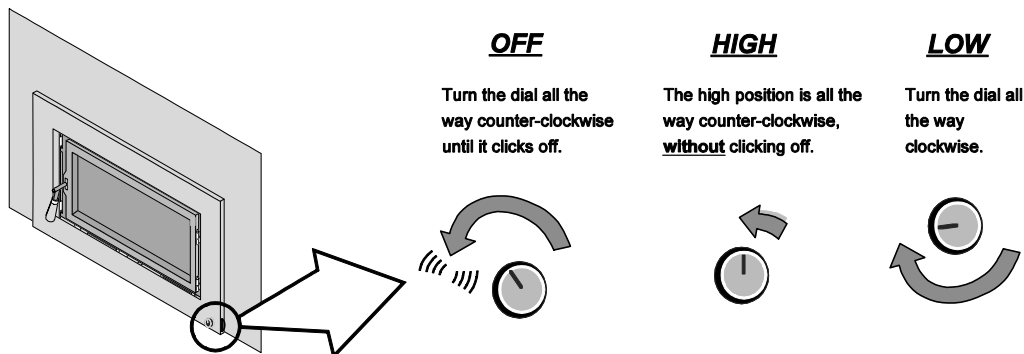 OFF
Turn the dial all the
way counter-clockwise
until it clicks off.
HIGH
The high position is all the
way counter-clockwise,
without clicking off.
LOW
Turn the dial all
the way
clockwise.